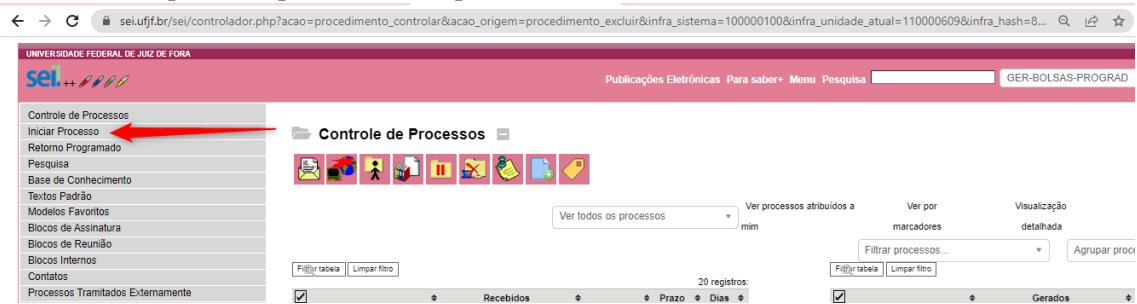 sei.ufjf.br/sei/controlador.php?acao=procedimento_controlar&acao_origem=procedimento_excluir&infra_sistema=100000100&infra_unidade_atual=110000609&infra_hash=8...
UNIVERSIDADE FEDERAL DE JUIZ DE FORA
sei. ++
Publicações Eletrônicas Para saber+ Menu Pesquisa
GER-BOLSAS-PROGRAD
Controle de Processos
Iniciar Processo
Retorno Programado
Pesquisa
Base de Conhecimento
Textos Padrão
Modelos Favoritos
Blocos de Assinatura
Blocos de Reunião
Blocos Internos
Contatos
Processos Tramitados Externamente
Controle de Processos
Ver todos os processos
Ver processos atribuídos a
mim
Ver por
marcadores
Visualização
detalhada
Filtrar processos...
Agrupar proce
Filtrar tabela Limpar filtro
20 registros:
Recebidos Prazo Dias
Filtrar tabela Limpar filtro
Gerados